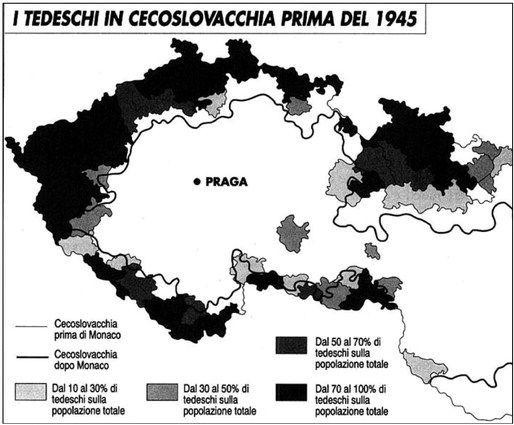 I TEDESCHI IN CECOSLOVACCHIA PRIMA DEL 1945
PRAGA
Cecoslovacchia
prima di Monaco
Cecoslovacchia
dopo Monaco
Dal 10 al 30% di
tedeschi sulla
popolazione totale
Dal 30 al 50% di
tedeschi sulla
popolazione totale
Dal 50 al 70% di
tedeschi sulla
popolazione totale
Dal 70 al 100% di
tedeschi sulla
popolazione totale